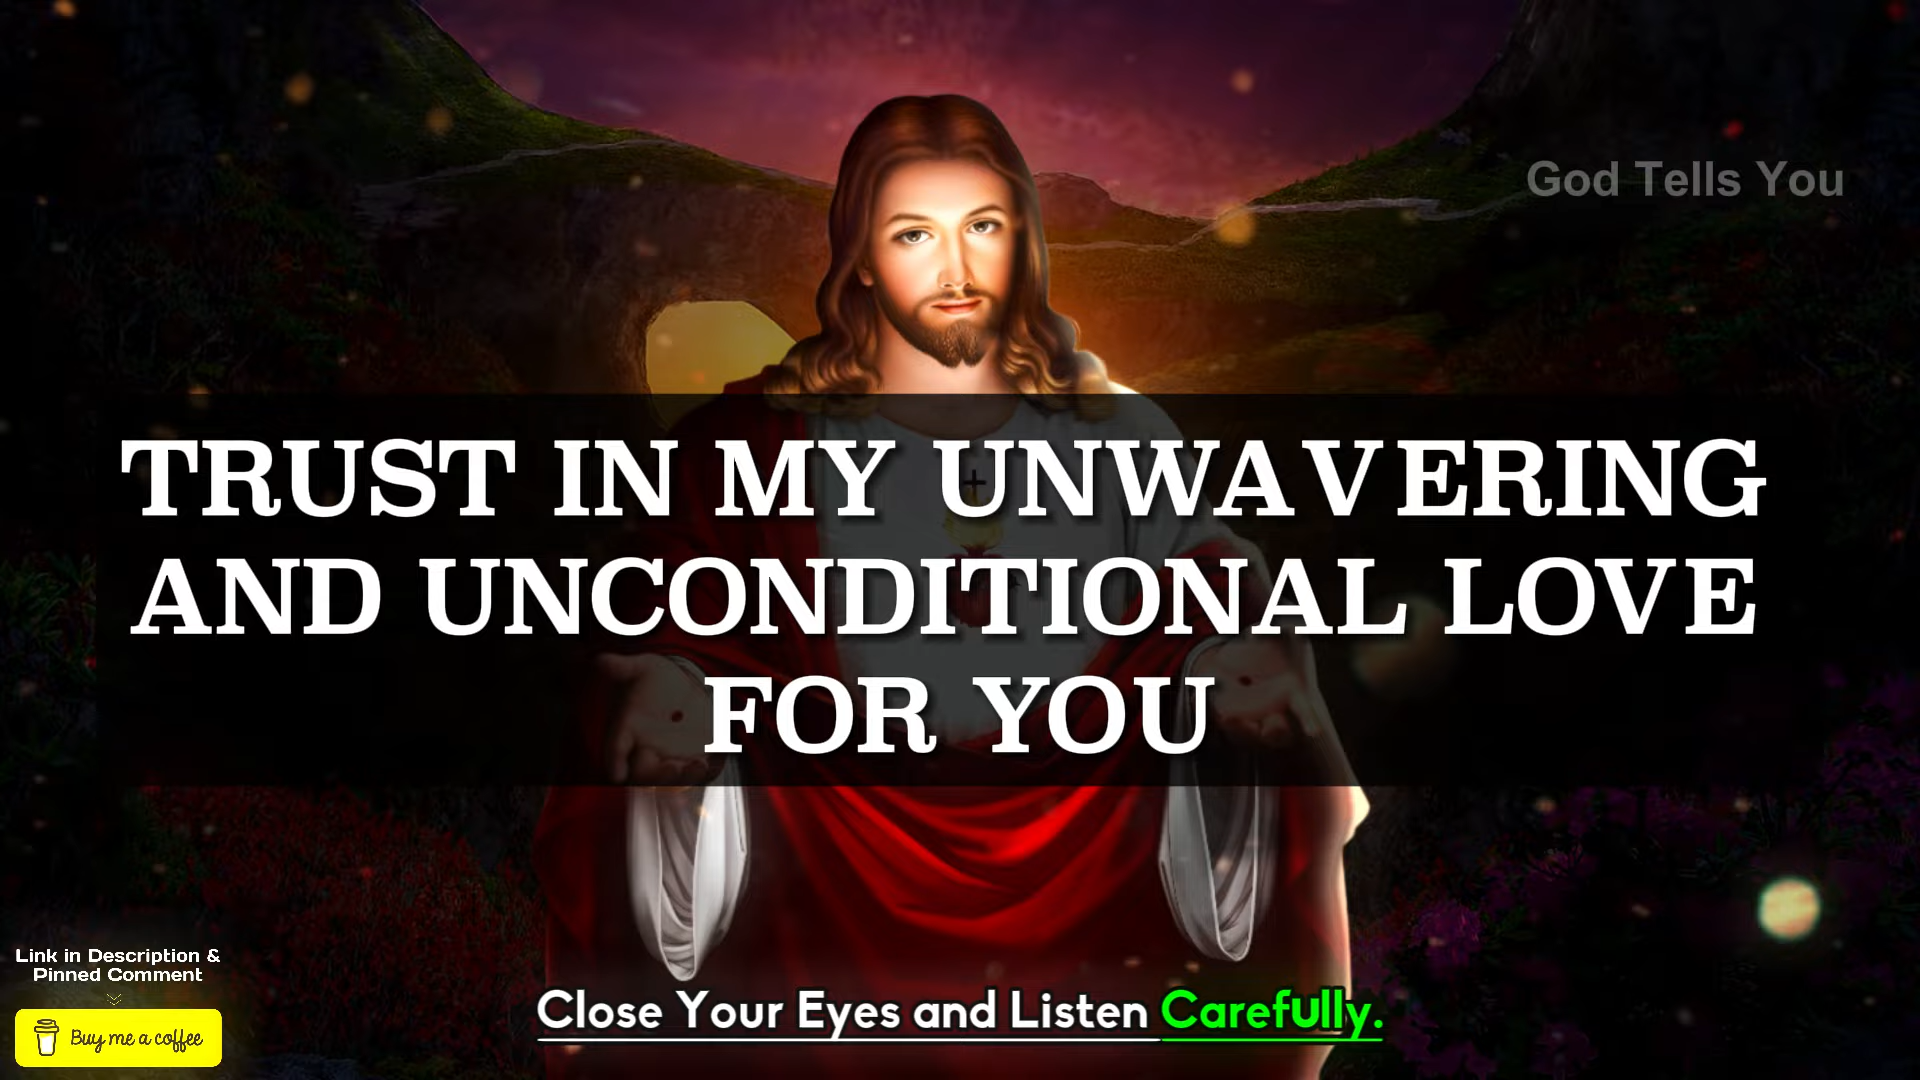 God Tells You
TRUST IN MY UNWAVERING
AND UNCONDITIONAL LOVE
FOR YOU
Link in Description &
Pinned Comment
Buy me a coffee
Close Your Eyes and Listen Carefully.